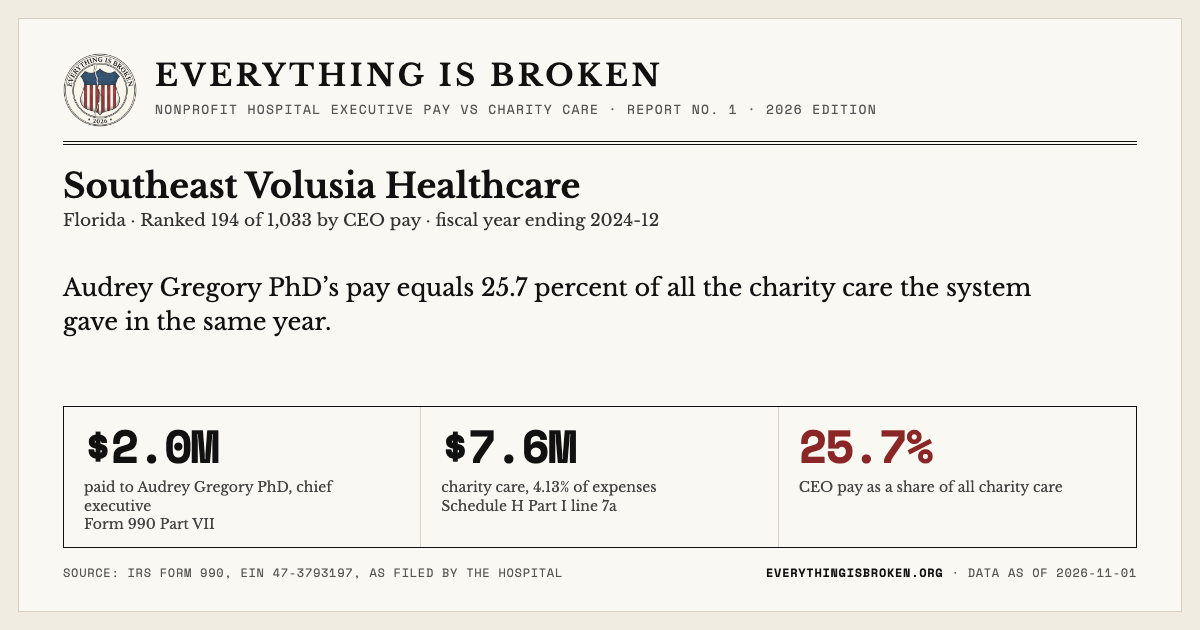 EVERYTHING IS BROKEN
2026
EVERYTHING IS BROKEN
NONPROFIT HOSPITAL EXECUTIVE PAY VS CHARITY CARE · REPORT NO. 1 · 2026 EDITION
Southeast Volusia Healthcare
Florida · Ranked 194 of 1,033 by CEO pay · fiscal year ending 2024-12
Audrey Gregory PhD’s pay equals 25.7 percent of all the charity care the system
gave in the same year.
$2.0M
paid to Audrey Gregory PhD, chief
executive
Form 990 Part VII
$7.6M
charity care, 4.13% of expenses
Schedule H Part I line 7a
25.7%
CEO pay as a share of all charity care
SOURCE: IRS FORM 990, EIN 47-3793197, AS FILED BY THE HOSPITAL
EVERYTHINGISBROKEN.ORG · DATA AS OF 2026-11-01